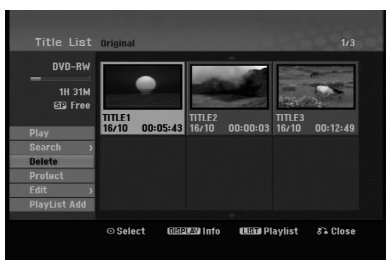 Title List Original 1/3
DVD-RW
1H 31M
SP Free
TITLE1 TITLE2 TITLE3
16/10 00:05:43 16/10 00:00:03 16/10 00:12:49
Play
Search
Delete
Protect
Edit
PlayList Add
Select DISPLAY Info LIST Playlist Close